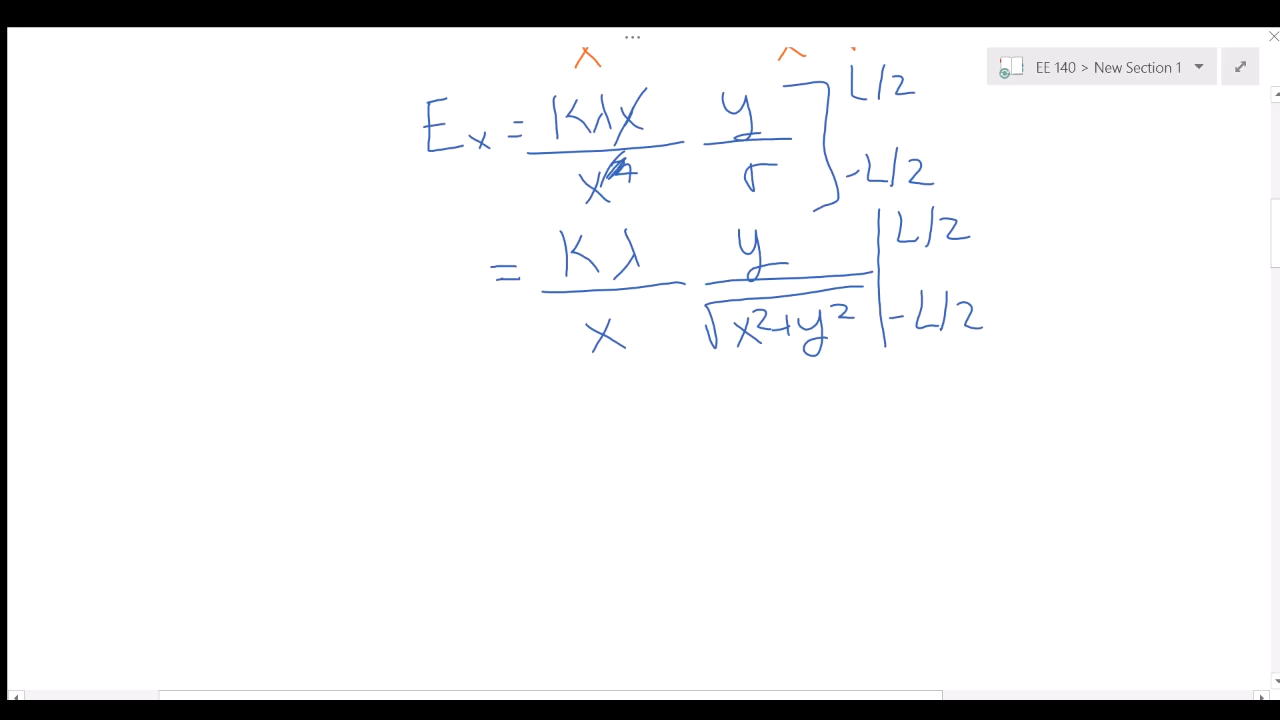 ...
EE 140 > New Section 1
Ex = Kλx/x² y/r ] L/2 -L/2
= Kλ/x y/√x²+y² | L/2 -L/2